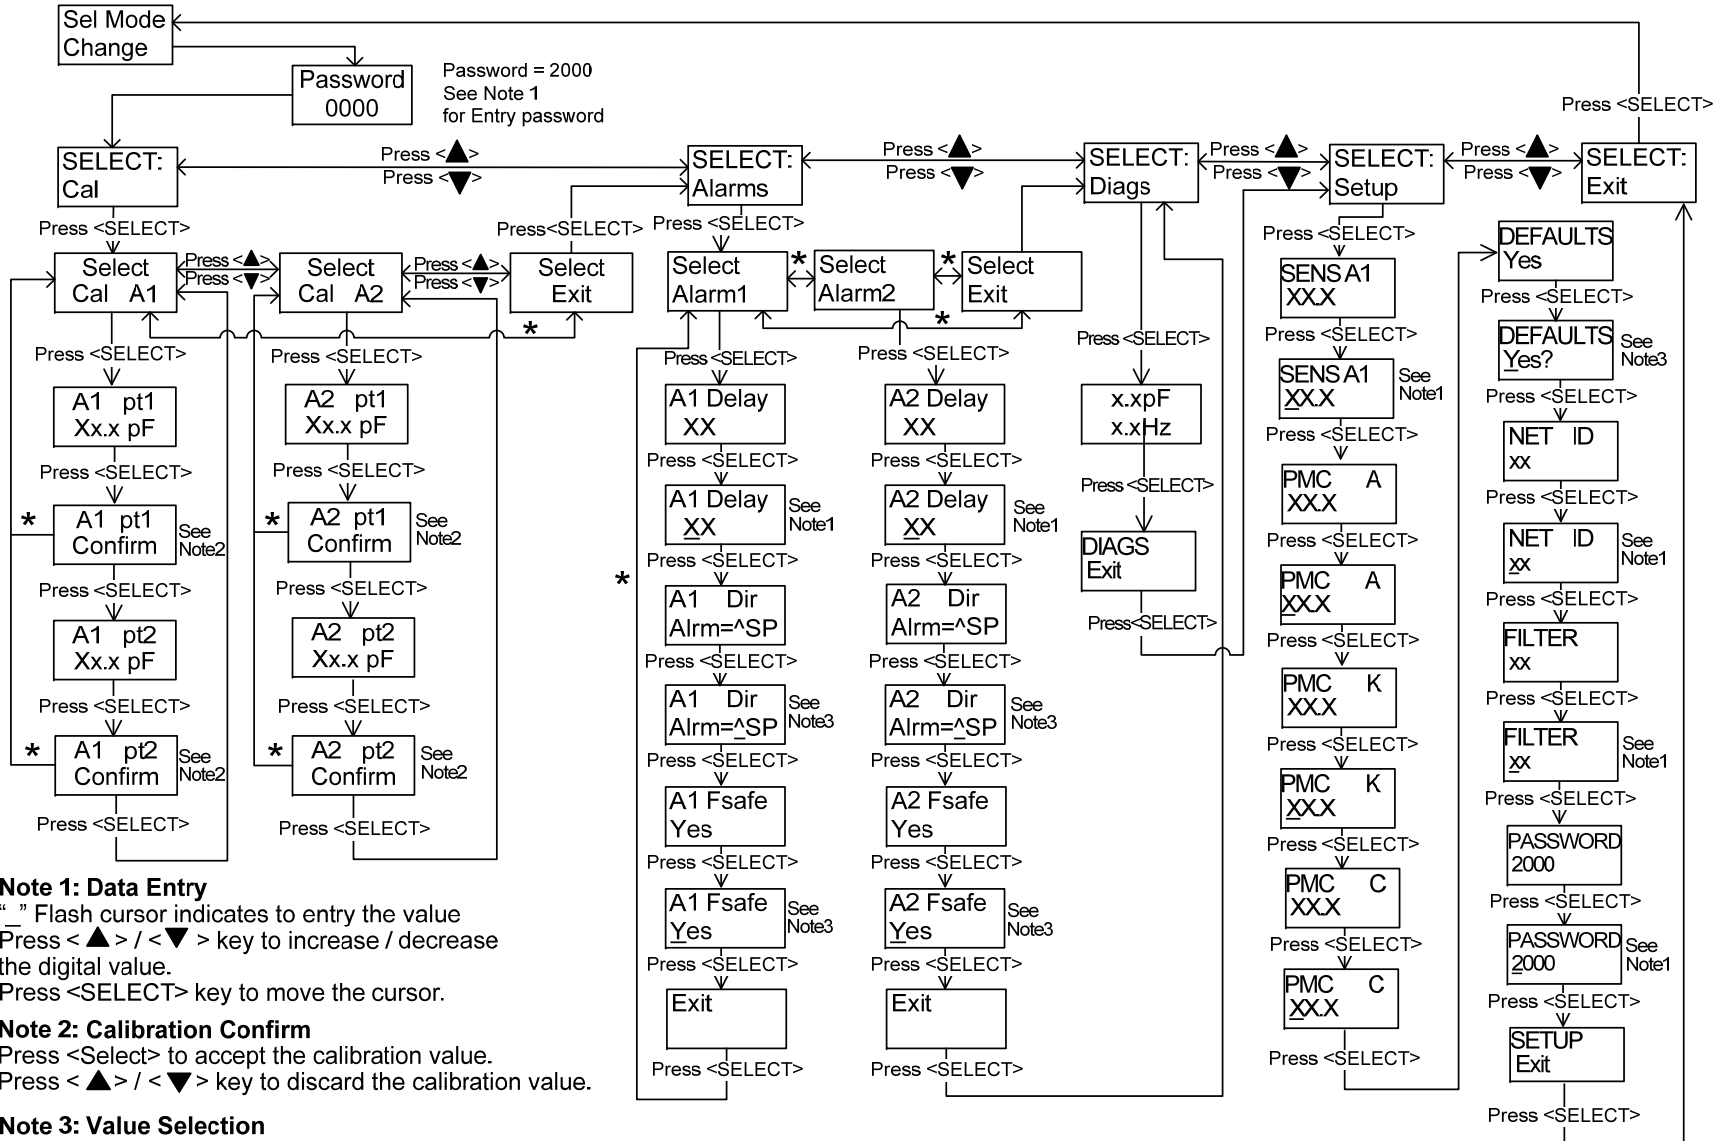 Sel Mode
Change
Password
0000
Password = 2000
See Note 1
for Entry password
Press <SELECT>
SELECT:
Cal
Press <▲>
Press <▼>
SELECT:
Alarms
Press <▲>
Press <▼>
SELECT:
Diags
Press <▲>
Press <▼>
SELECT:
Setup
Press <▲>
Press <▼>
SELECT:
Exit
Press <SELECT>
Select
Cal A1
Press <▲>
Press <▼>
Select
Cal A2
Press <▲>
Press <▼>
Press<SELECT>
Select
Exit
*
Press <SELECT>
A1 pt1
Xx.x pF
Press <SELECT>
*
A1 pt1
Confirm
See
Note2
Press <SELECT>
A1 pt2
Xx.x pF
Press <SELECT>
*
A1 pt2
Confirm
See
Note2
Press <SELECT>
Press <SELECT>
A2 pt1
Xx.x pF
Press <SELECT>
*
A2 pt1
Confirm
See
Note2
Press <SELECT>
A2 pt2
Xx.x pF
Press <SELECT>
*
A2 pt2
Confirm
See
Note2
Press <SELECT>
Press <SELECT>
Select
Alarm1
*
Select
Alarm2
*
Select
Exit
*
*
Press <SELECT>
A1 Delay
XX
Press <SELECT>
A1 Delay
XX
See
Note1
Press <SELECT>
A1 Dir
Alrm=^SP
Press <SELECT>
A1 Dir
Alrm=^SP
See
Note3
Press <SELECT>
A1 Fsafe
Yes
Press <SELECT>
A1 Fsafe
Yes
See
Note3
Press <SELECT>
Exit
Press <SELECT>
Press <SELECT>
A2 Delay
XX
Press <SELECT>
A2 Delay
XX
See
Note1
Press <SELECT>
A2 Dir
Alrm=^SP
Press <SELECT>
A2 Dir
Alrm=^SP
See
Note3
Press <SELECT>
A2 Fsafe
Yes
Press <SELECT>
A2 Fsafe
Yes
See
Note3
Press <SELECT>
Exit
Press <SELECT>
Press <SELECT>
x.xpF
x.xHz
Press <SELECT>
DIAGS
Exit
Press<SELECT>
Press <SELECT>
SENS A1
XX.X
Press <SELECT>
SENS A1
XX.X
See
Note1
Press <SELECT>
PMC A
XX.X
Press <SELECT>
PMC A
XX.X
Press <SELECT>
PMC K
XX.X
Press <SELECT>
PMC K
XX.X
Press <SELECT>
PMC C
XX.X
Press <SELECT>
PMC C
XX.X
Press <SELECT>
DEFAULTS
Yes
Press <SELECT>
DEFAULTS
Yes?
See
Note3
Press <SELECT>
NET ID
xx
Press <SELECT>
NET ID
xx
See
Note1
Press <SELECT>
FILTER
xx
Press <SELECT>
FILTER
xx
See
Note1
Press <SELECT>
PASSWORD
2000
Press <SELECT>
PASSWORD
2000
See
Note1
Press <SELECT>
SETUP
Exit
Press <SELECT>
Note 1: Data Entry
“_” Flash cursor indicates to entry the value
Press < ▲ > / < ▼ > key to increase / decrease
the digital value.
Press <SELECT> key to move the cursor.
Note 2: Calibration Confirm
Press <Select> to accept the calibration value.
Press < ▲ > / < ▼ > key to discard the calibration value.
Note 3: Value Selection